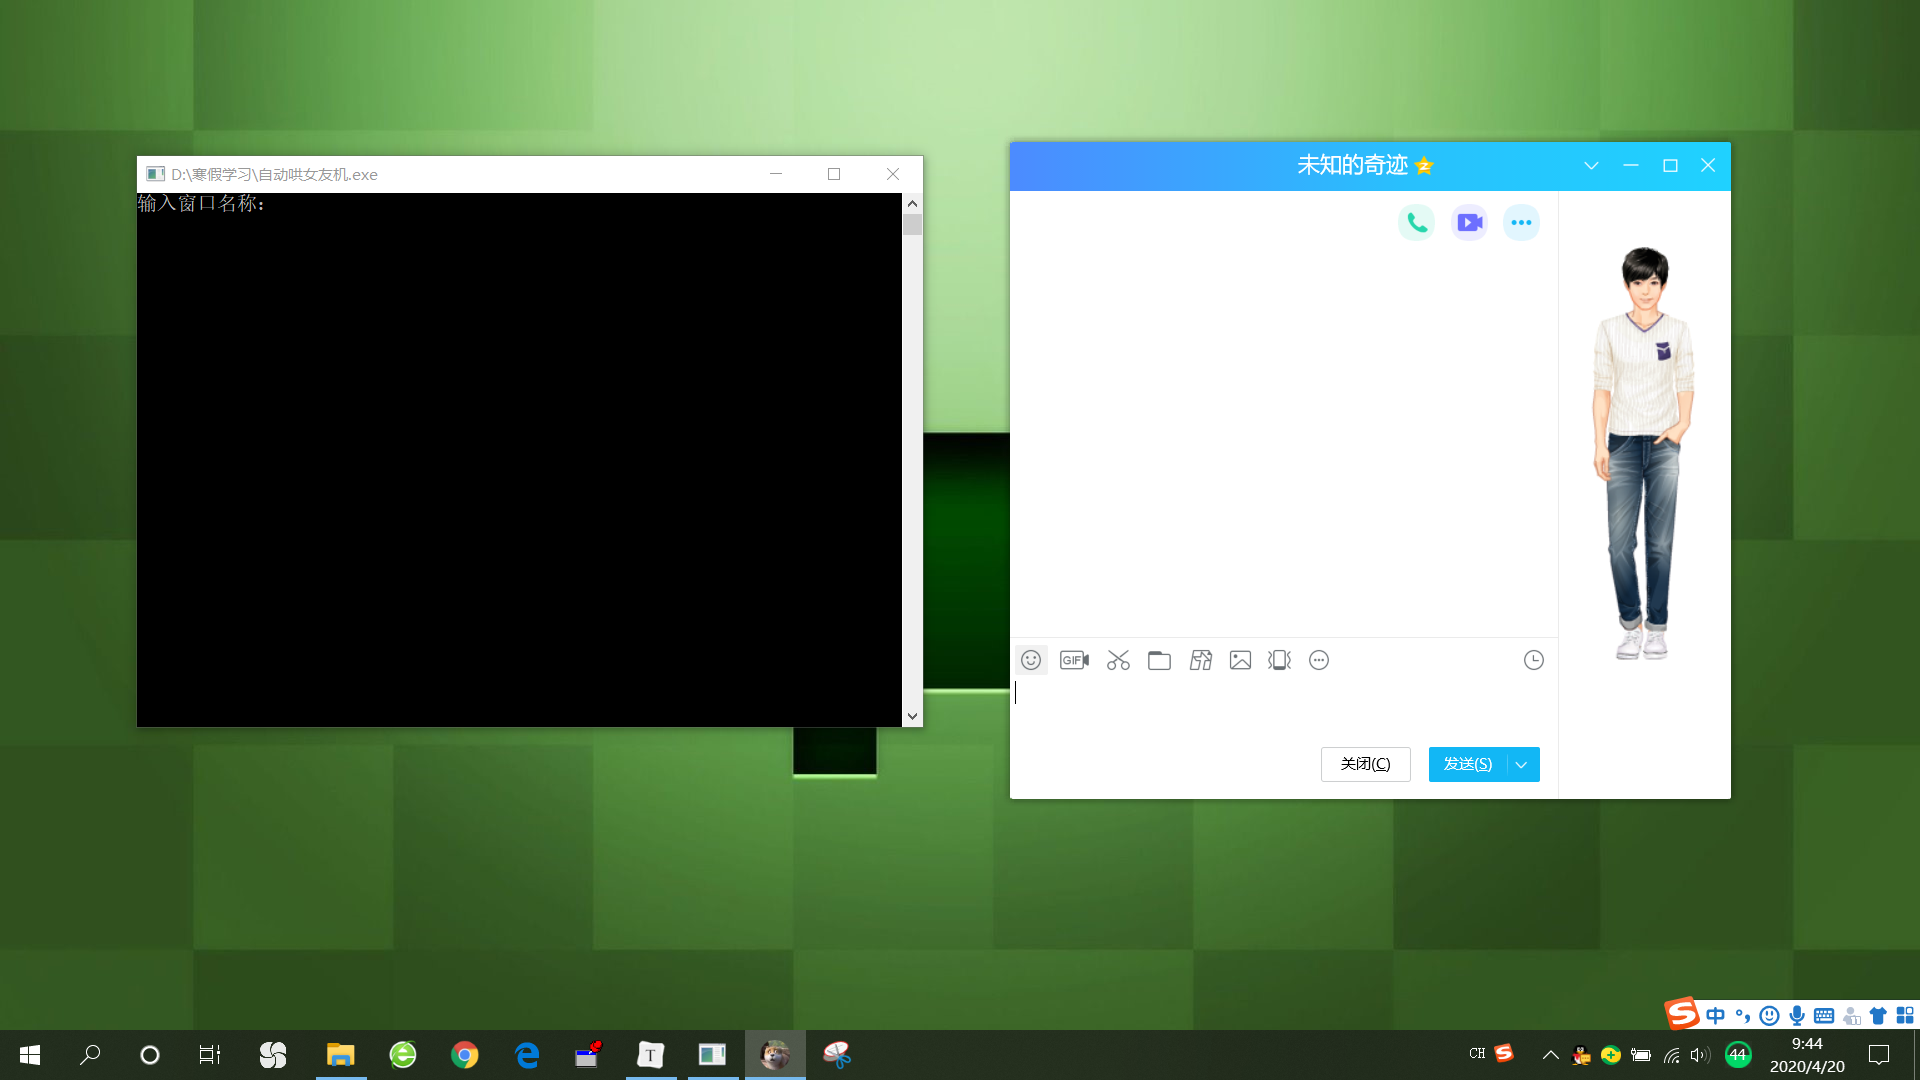 D:\寒假学习\自动哄女友机.exe
输入窗口名称：
未知的奇迹
GIF
关闭(C)
发送(S)
中
T
CH
44
9:44
2020/4/20